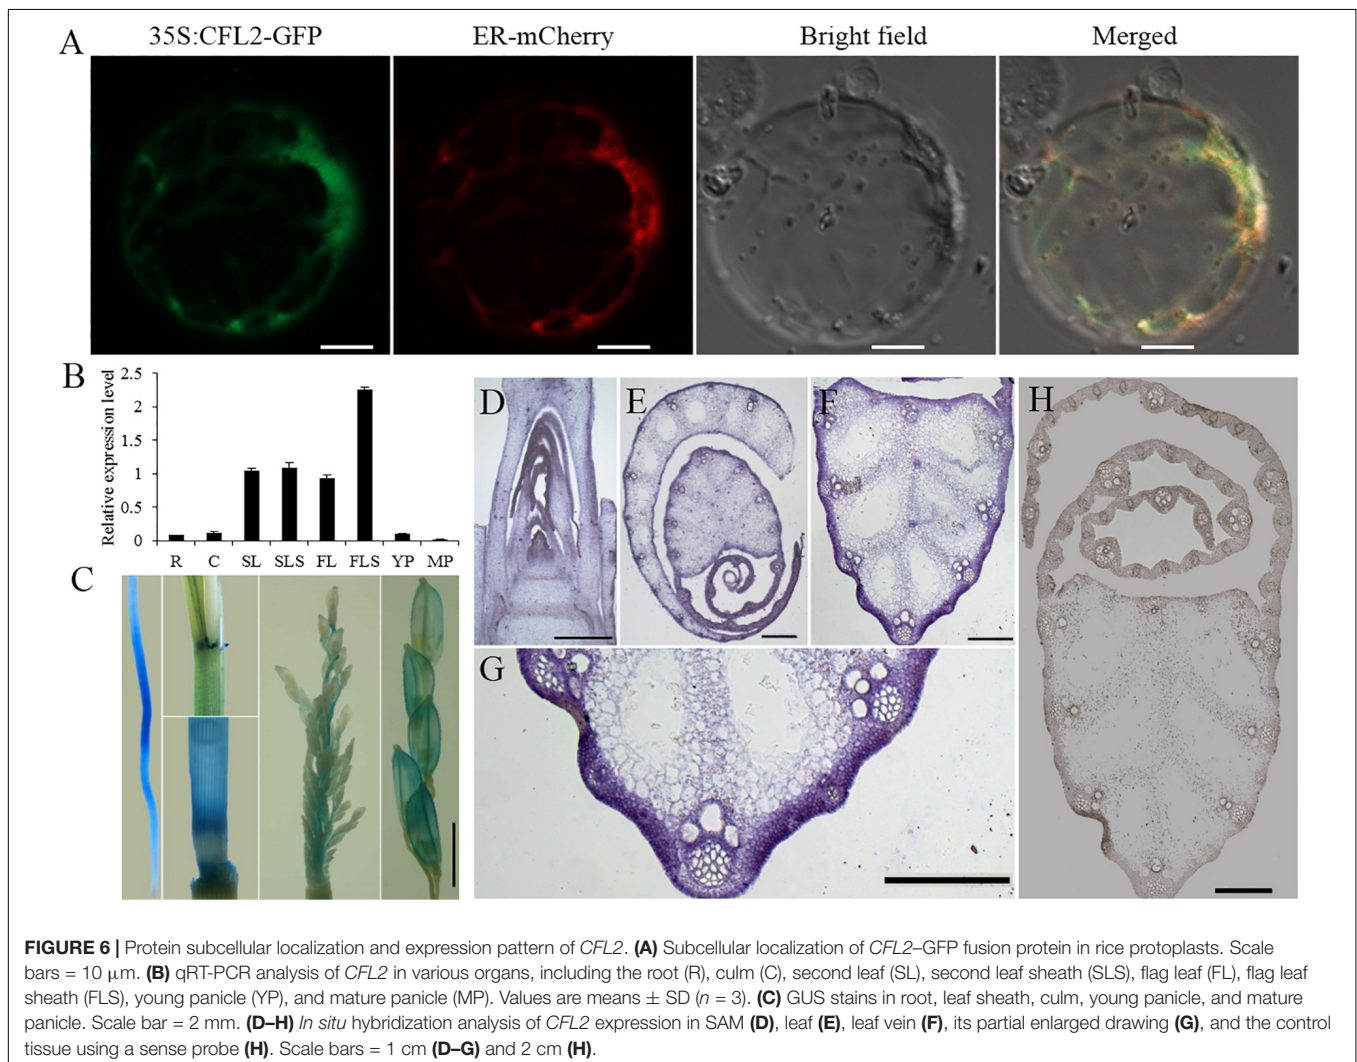 A
35S:CFL2-GFP
ER-mCherry
Bright field
Merged
B
Relative expression level
2.5
2
1.5
1
0.5
0
R C SL SLS FL FLS YP MP
C
D
E
F
G
H
FIGURE 6 | Protein subcellular localization and expression pattern of CFL2. (A) Subcellular localization of CFL2–GFP fusion protein in rice protoplasts. Scale
bars = 10 μm. (B) qRT-PCR analysis of CFL2 in various organs, including the root (R), culm (C), second leaf (SL), second leaf sheath (SLS), flag leaf (FL), flag leaf
sheath (FLS), young panicle (YP), and mature panicle (MP). Values are means ± SD (n = 3). (C) GUS stains in root, leaf sheath, culm, young panicle, and mature
panicle. Scale bar = 2 mm. (D–H) In situ hybridization analysis of CFL2 expression in SAM (D), leaf (E), leaf vein (F), its partial enlarged drawing (G), and the control
tissue using a sense probe (H). Scale bars = 1 cm (D–G) and 2 cm (H).